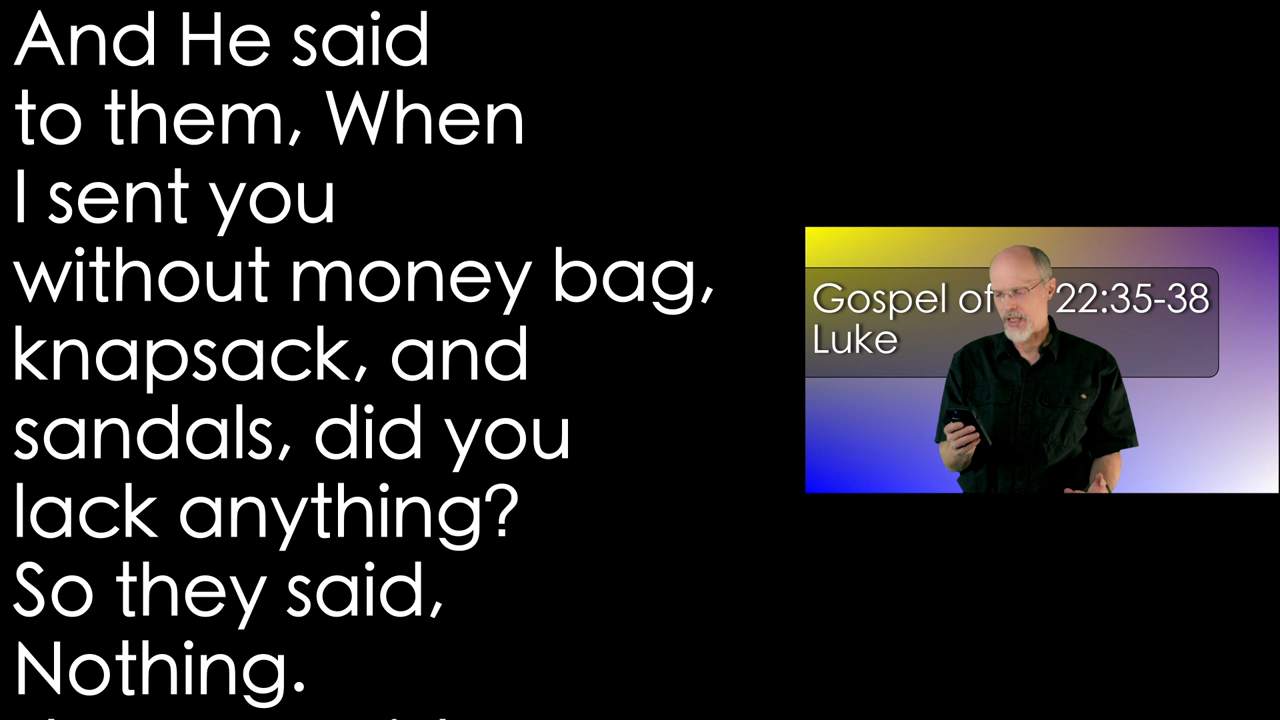 And He said
to them, When
I sent you
without money bag,
knapsack, and
sandals, did you
lack anything?
So they said,
Nothing.
Gospel of 22:35-38
Luke